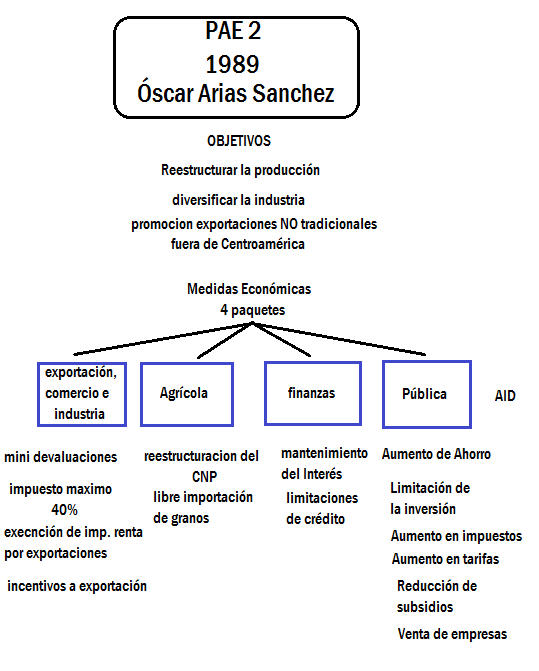 PAE 2
1989
Óscar Arias Sanchez
OBJETIVOS
Reestructurar la producción
diversificar la industria
promocion exportaciones NO tradicionales
fuera de Centroamérica
Medidas Económicas
4 paquetes
exportación,
comercio e
industria
mini devaluaciones
impuesto maximo
40%
execnción de imp. renta
por exportaciones
incentivos a exportación
Agrícola
reestructuracion del
CNP
libre importación
de granos
finanzas
mantenimiento
del Interés
limitaciones
de crédito
Pública
Aumento de Ahorro
Limitación de
la inversión
Aumento en impuestos
Aumento en tarifas
Reducción de
subsidios
Venta de empresas
AID